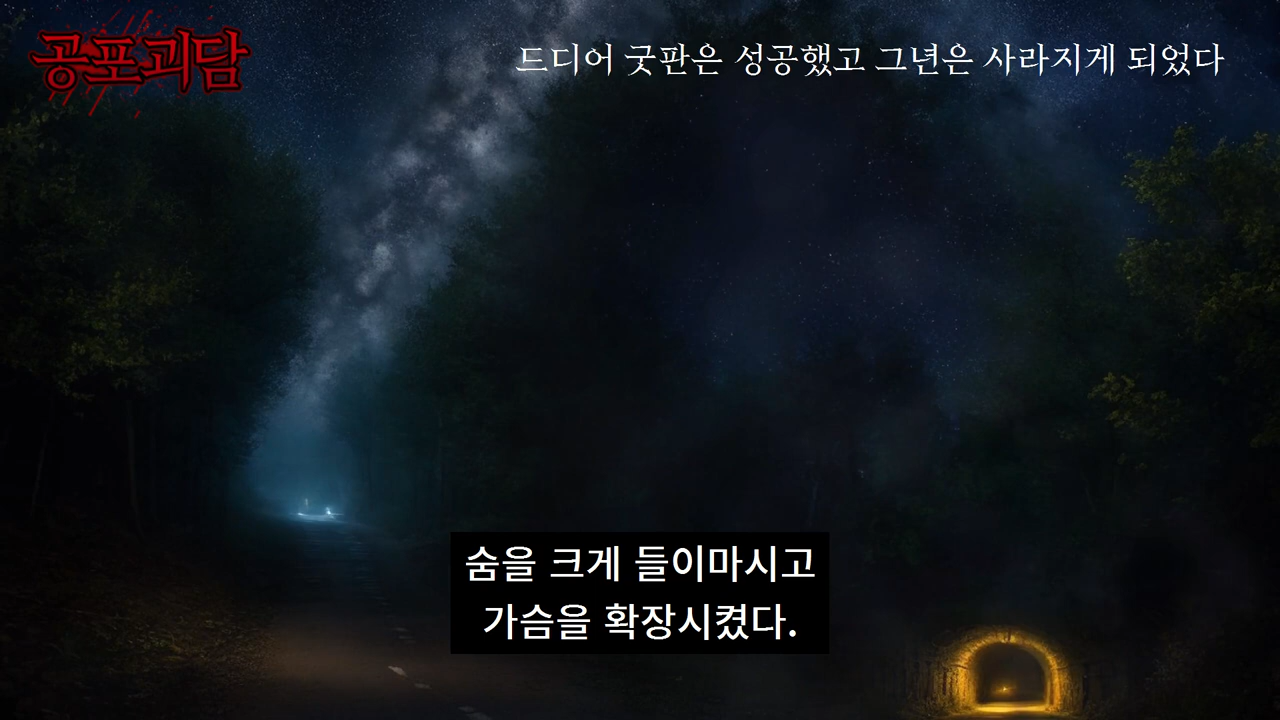 공포괴담
드디어 굿판은 성공했고 그년은 사라지게 되었다
숨을 크게 들이마시고
가슴을 확장시켰다.